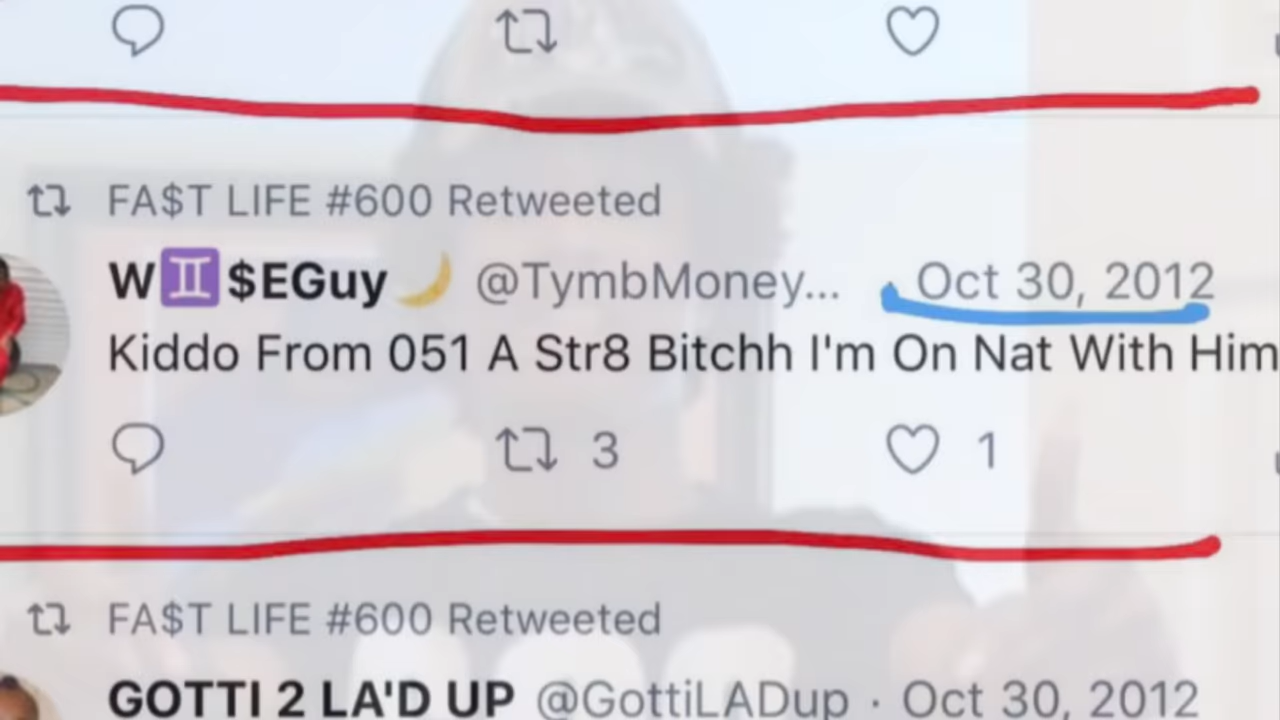 FA$T LIFE #600 Retweeted
W♊$EGuy🌙 @TymbMoney... Oct 30, 2012
Kiddo From 051 A Str8 Bitchh I'm On Nat With Him
3 1
FA$T LIFE #600 Retweeted
GOTTI 2 LA'D UP @GottiLADup · Oct 30, 2012